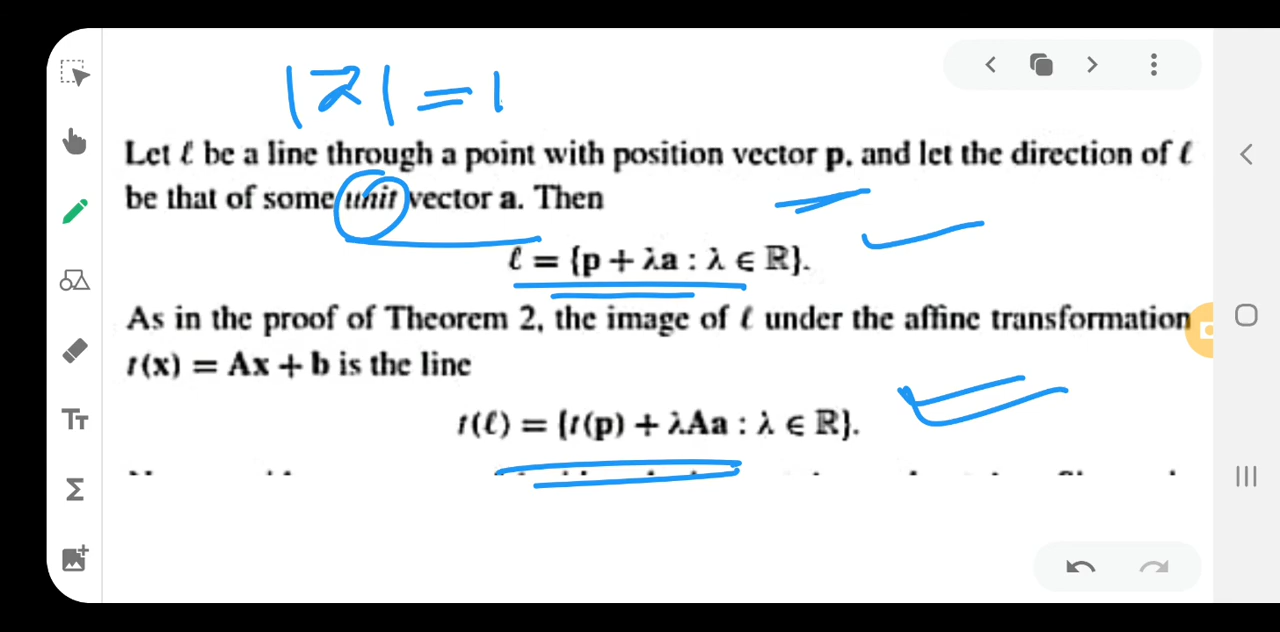 |a| = 1
Let ℓ be a line through a point with position vector p, and let the direction of ℓ
be that of some unit vector a. Then
ℓ = {p + λa : λ ∈ ℝ}.
As in the proof of Theorem 2, the image of ℓ under the affine transformation
t(x) = Ax + b is the line
t(ℓ) = {t(p) + λAa : λ ∈ ℝ}.
TT
Σ